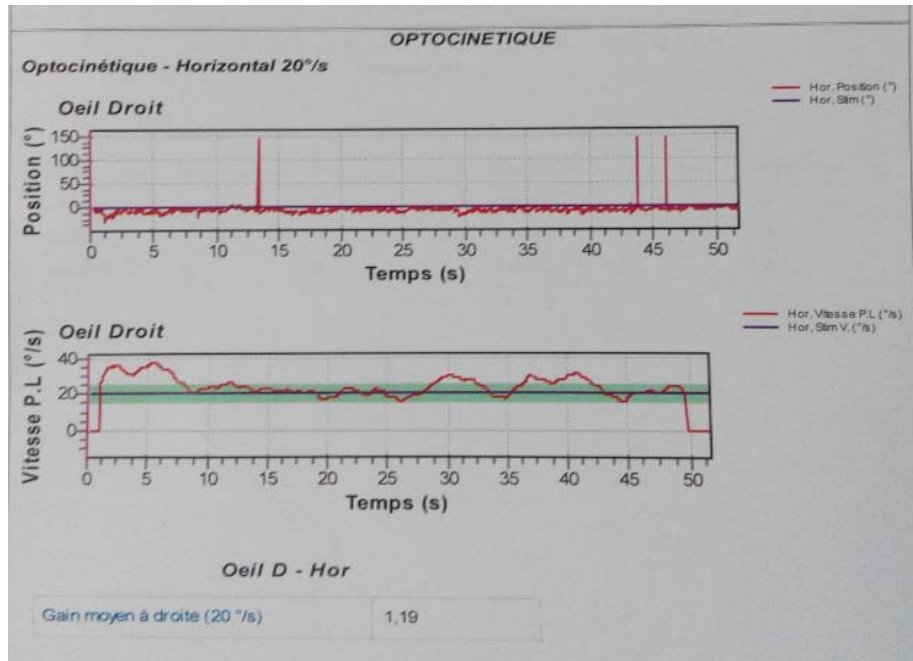 OPTOCINETIQUE
Optocinétique - Horizontal 20°/s
Hor. Position (°)
Hor. Stim (°)
Oeil Droit
Position (°)
150
100
50
0
0 5 10 15 20 25 30 35 40 45 50
Temps (s)
Hor. Vitesse P.L (°/s)
Hor. Stim V. (°/s)
Oeil Droit
Vitesse P.L (°/s)
40
20
0
0 5 10 15 20 25 30 35 40 45 50
Temps (s)
Oeil D - Hor
Gain moyen à droite (20 °/s) 1,19